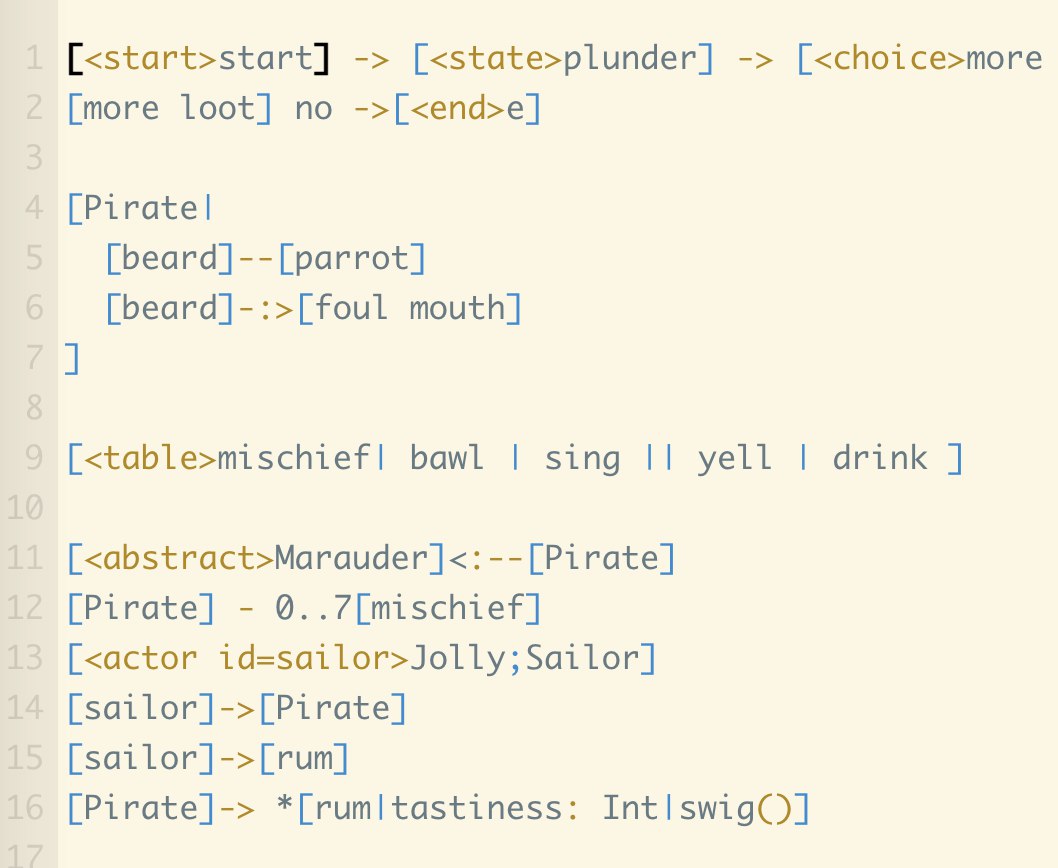 1 [<start>start] -> [<state>plunder] -> [<choice>more
2 [more loot] no ->[<end>e]
3
4 [Pirate|
5   [beard]--[parrot]
6   [beard]-:>[foul mouth]
7 ]
8
9 [<table>mischief| bawl | sing || yell | drink ]
10
11 [<abstract>Marauder]<:--[Pirate]
12 [Pirate] - 0..7[mischief]
13 [<actor id=sailor>Jolly;Sailor]
14 [sailor]->[Pirate]
15 [sailor]->[rum]
16 [Pirate]-> *[rum|tastiness: Int|swig()]
17